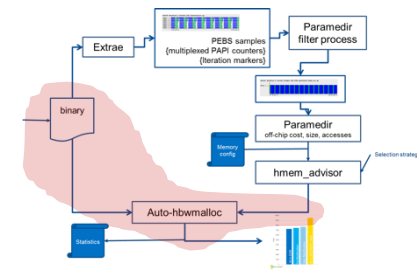 Extrae
PEBS samples
{multiplexed PAPI counters}
{Iteration markers}
Paramedir
filter process
binary
Paramedir
off-chip cost, size, accesses
Memory
config
hmem_advisor
Selection strategy
Auto-hbwmalloc
Statistics